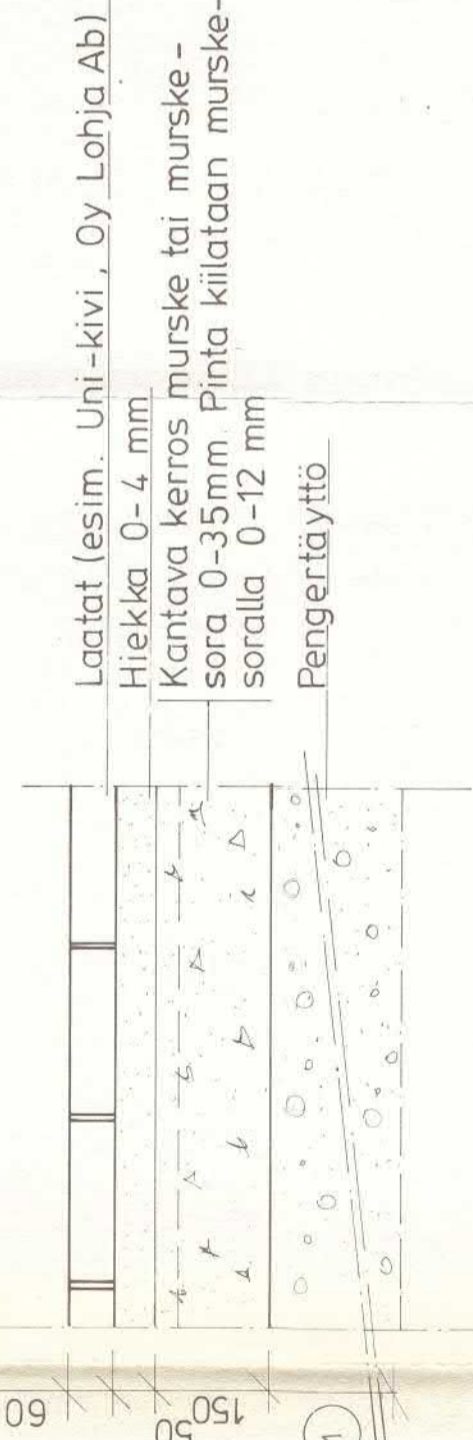 Laatat (esim. Uni-kivi, Oy Lohja Ab)
Hiekka 0-4 mm
Kantava kerros murske tai murske-
sora 0-35mm. Pinta kiilataan murske-
soralla 0-12 mm
Pengertäyttö
60
50
150
1